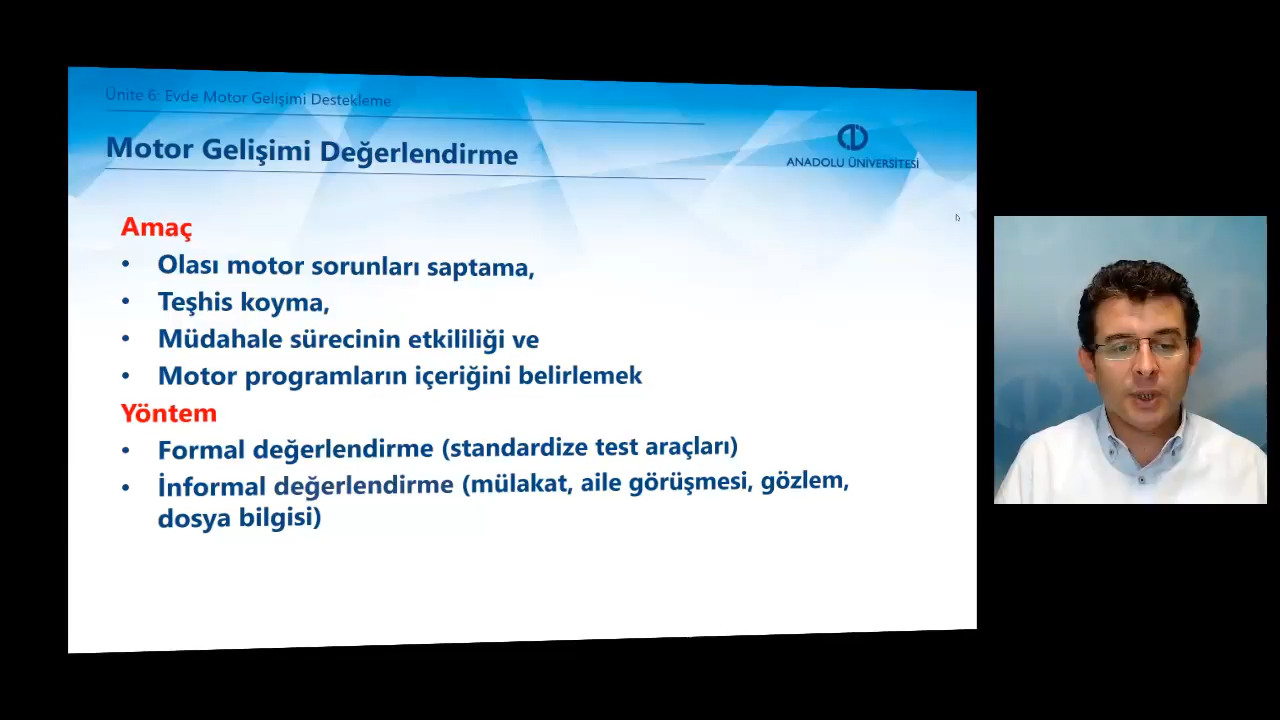 Ünite 6: Evde Motor Gelişimi Destekleme
Motor Gelişimi Değerlendirme
ANADOLU ÜNİVERSİTESİ
Amaç
• Olası motor sorunları saptama,
• Teşhis koyma,
• Müdahale sürecinin etkililiği ve
• Motor programların içeriğini belirlemek
Yöntem
• Formal değerlendirme (standardize test araçları)
• İnformal değerlendirme (mülakat, aile görüşmesi, gözlem,
dosya bilgisi)